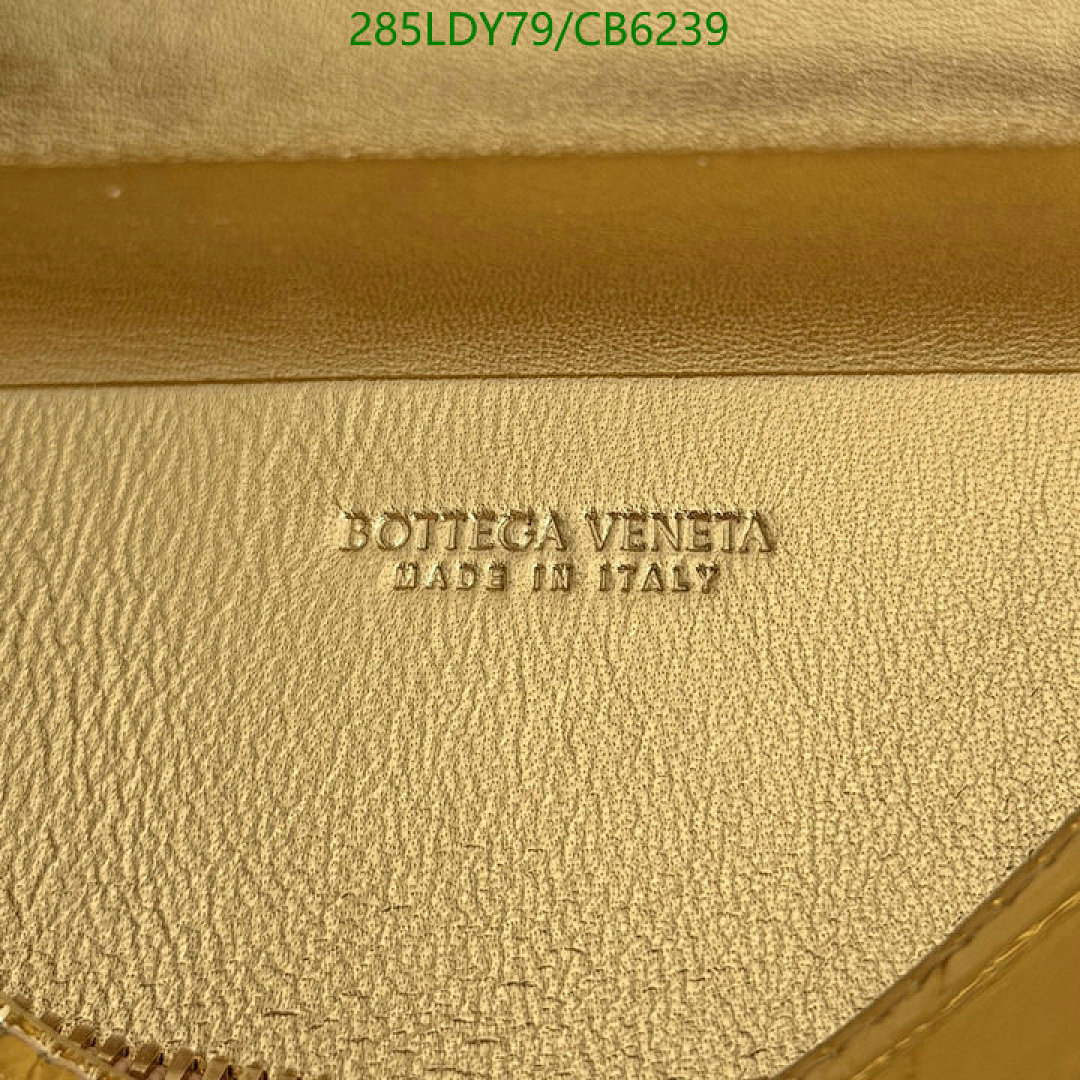 285LDY79/CB6239
BOTTEGA VENETA
MADE IN ITALY